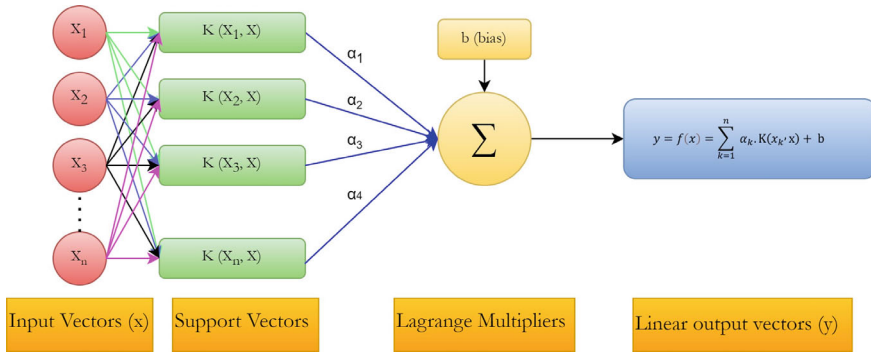 X1
X2
X3
Xn
K (X1, X)
K (X2, X)
K (X3, X)
K (Xn, X)
α1
α2
α3
α4
b (bias)
Σ
y = f(x) = ∑_{k=1}^{n} αk.K(xk, x) + b
Input Vectors (x)
Support Vectors
Lagrange Multipliers
Linear output vectors (y)